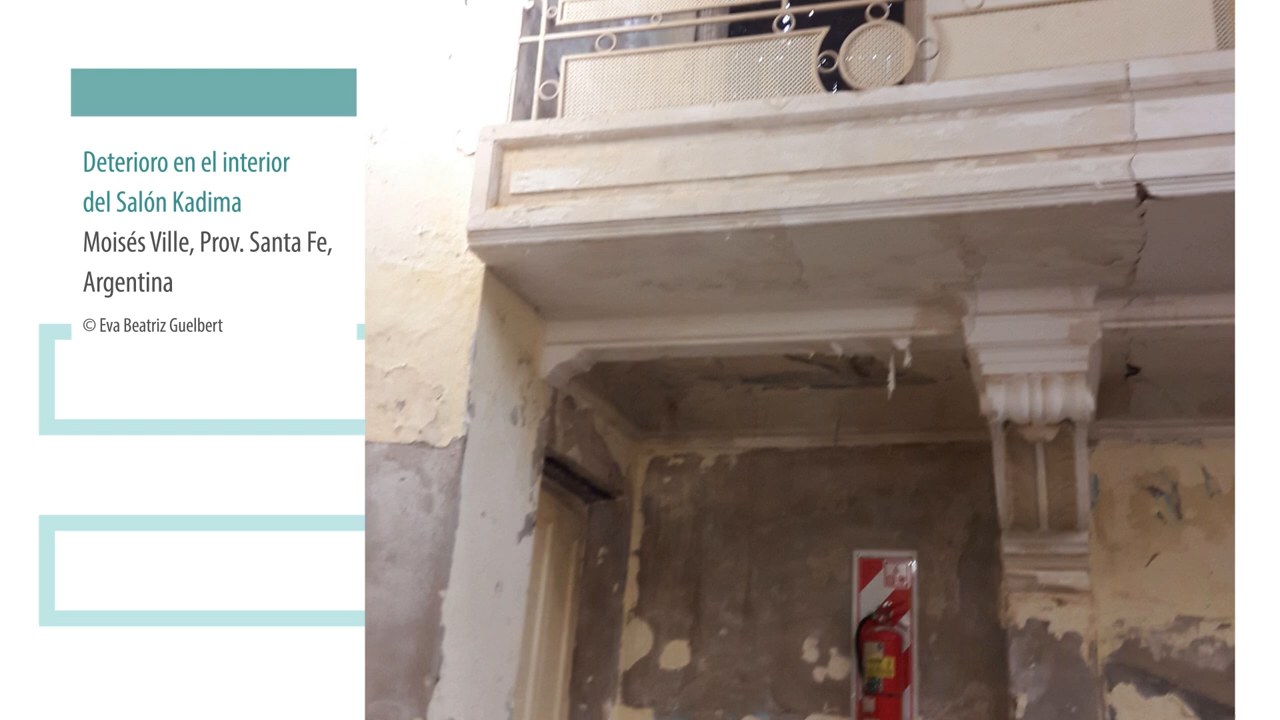 Deterioro en el interior
del Salón Kadima
Moisés Ville, Prov. Santa Fe,
Argentina
© Eva Beatriz Guelbert